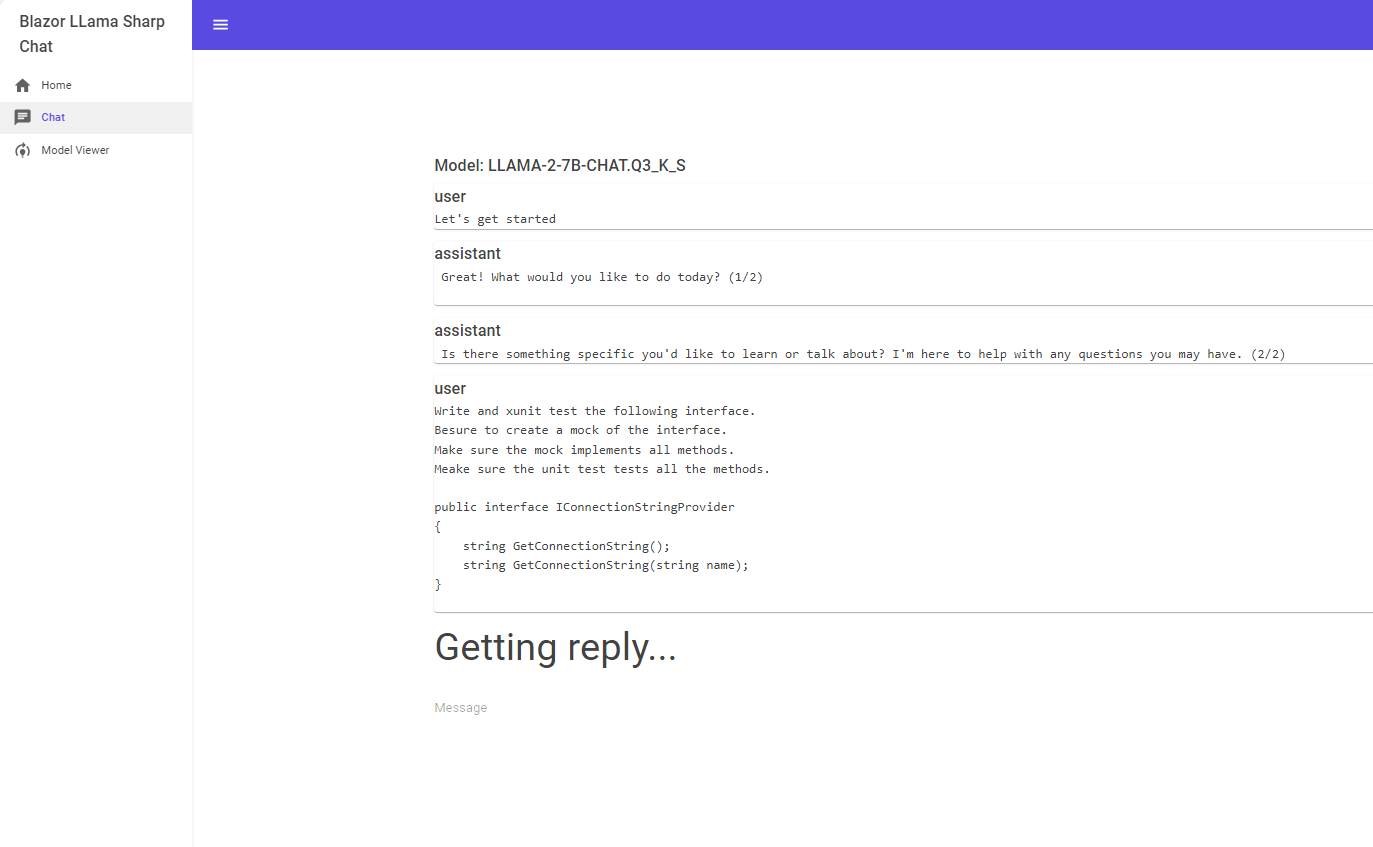 Blazor LLama Sharp
Chat
Home
Chat
Model Viewer
Model: LLAMA-2-7B-CHAT.Q3_K_S
user
Let's get started
assistant
Great! What would you like to do today? (1/2)
assistant
Is there something specific you'd like to learn or talk about? I'm here to help with any questions you may have. (2/2)
user
Write and xunit test the following interface.
Besure to create a mock of the interface.
Make sure the mock implements all methods.
Meake sure the unit test tests all the methods.
public interface IConnectionStringProvider
{
    string GetConnectionString();
    string GetConnectionString(string name);
}
Getting reply...
Message